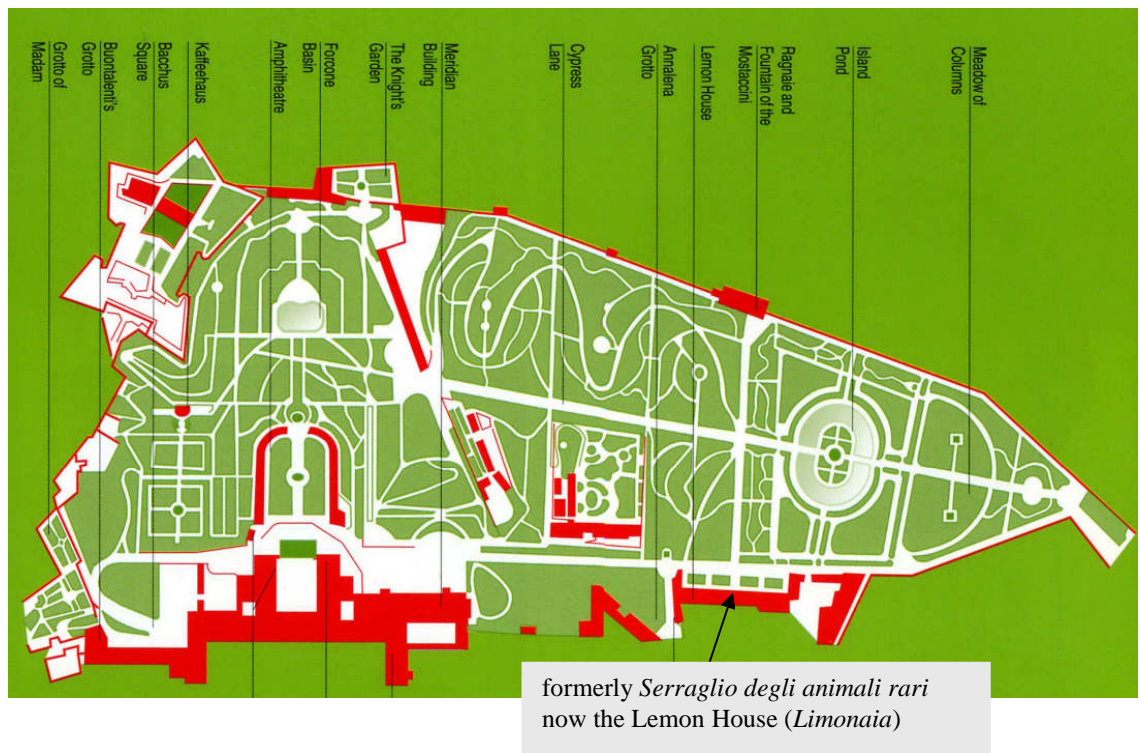 Meadow of
Columns
Island
Pond
Ragnaie and
Fountain of the
Mostaccini
Lemon House
Annalena
Grotto
Cypress
Lane
Meridian
Building
The Knight's
Garden
Forcone
Basin
Amphitheatre
Kaffeehaus
Bacchus
Square
Buontalenti's
Grotto
Grotto of
Madam
formerly Serraglio degli animali rari
now the Lemon House (Limonaia)